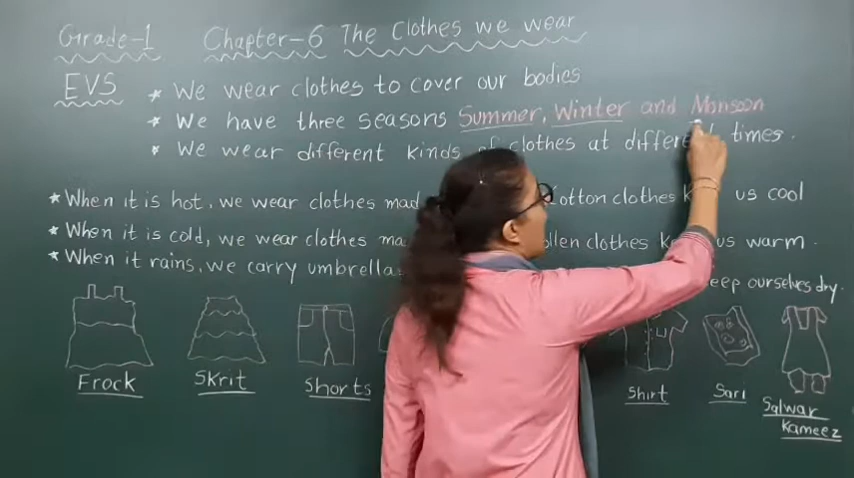 Grade-1 Chapter-6 The Clothes we wear
EVS
* We wear clothes to cover our bodies
* We have three seasons Summer, Winter and Monsoon
* We wear different kinds of clothes at different times.
* When it is hot, we wear clothes mad cotton clothes k us cool
* When it is cold, we wear clothes ma llen clothes k us warm.
* When it rains, we carry umbrella eep ourselves dry.
Frock Skrit Shorts Shirt Sari Salwar
Kameez